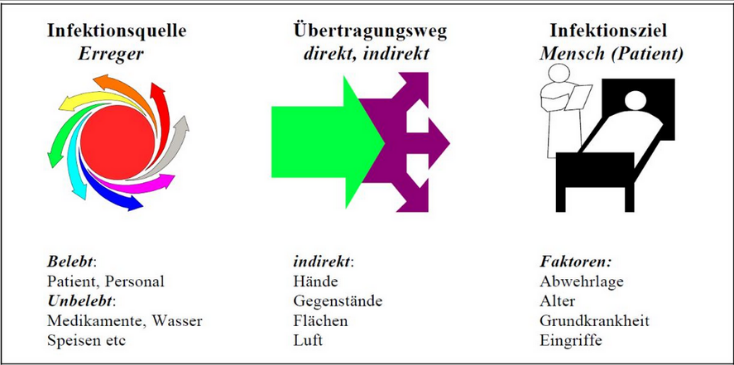 Infektionsquelle
Erreger
Belebt:
Patient, Personal
Unbelebt:
Medikamente, Wasser
Speisen etc
Übertragungsweg
direkt, indirekt
indirekt:
Hände
Gegenstände
Flächen
Luft
Infektionsziel
Mensch (Patient)
Faktoren:
Abwehrlage
Alter
Grundkrankheit
Eingriffe